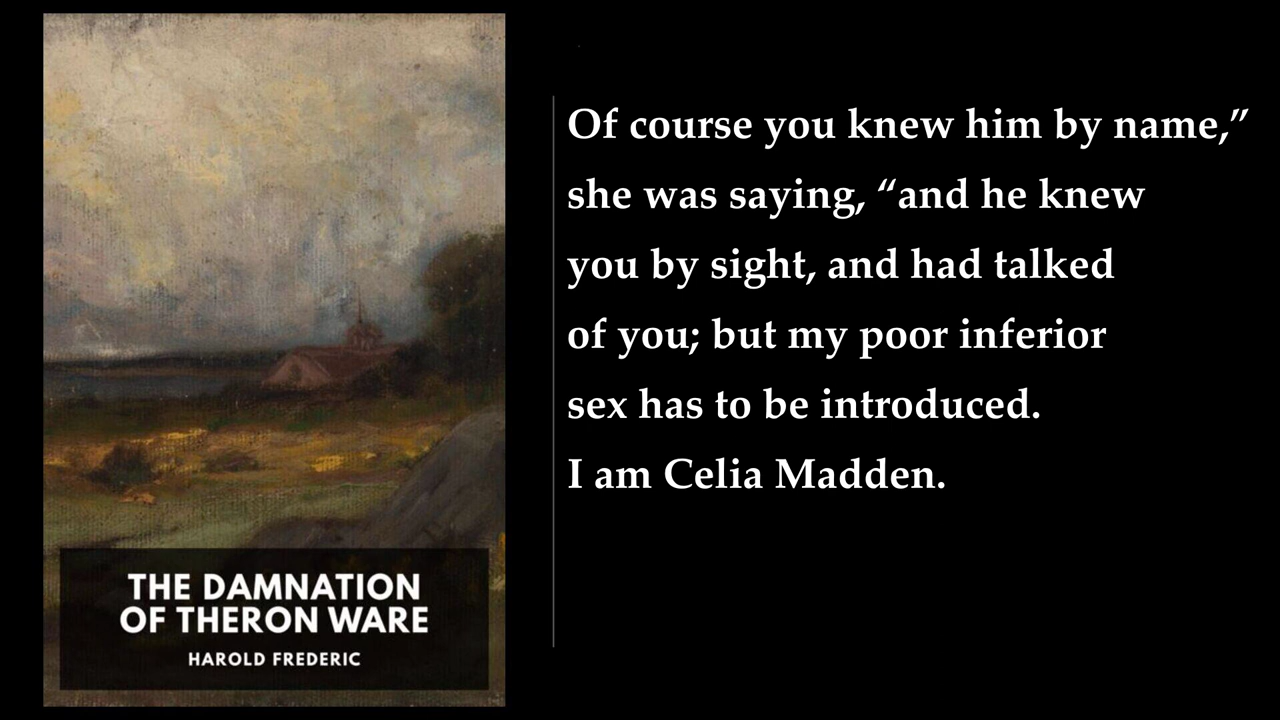 THE DAMNATION
OF THERON WARE
HAROLD FREDERIC
Of course you knew him by name,”
she was saying, “and he knew
you by sight, and had talked
of you; but my poor inferior
sex has to be introduced.
I am Celia Madden.